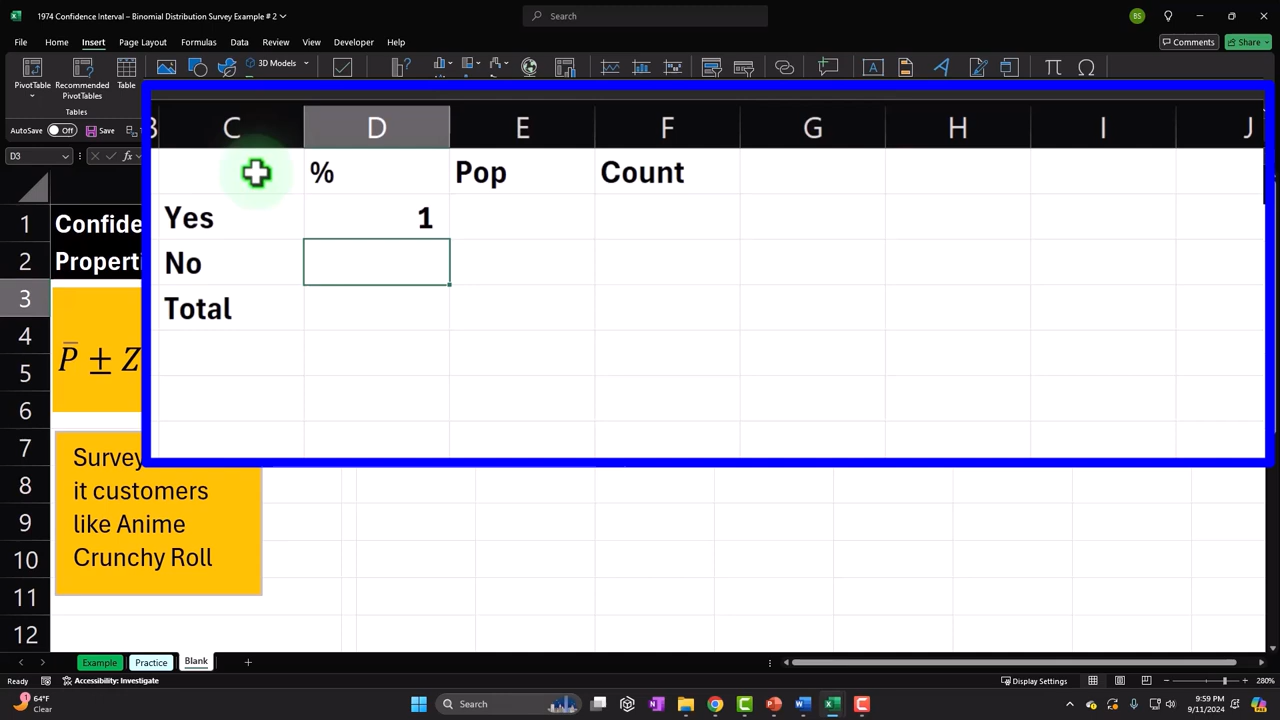 1974 Confidence Interval – Binomial Distribution Survey Example # 2
Search
BS
File Home Insert Page Layout Formulas Data Review View Developer Automate Help
Comments
Share
3D Models
PivotTable
Recommended PivotTables
Table
Tables
AutoSave Off Save
D3
fx
C D E F G H I J
% Pop Count
Yes 1
No
Total
1 Confide
2 Properti
3
4
5
6
P ± Z
7
8
9
10
11
12
Survey
it customers
like Anime
Crunchy Roll
Example Practice Blank
Ready
Accessibility: Investigate
Display Settings
280%
64°F
Clear
Search
9:59 PM
9/11/2024